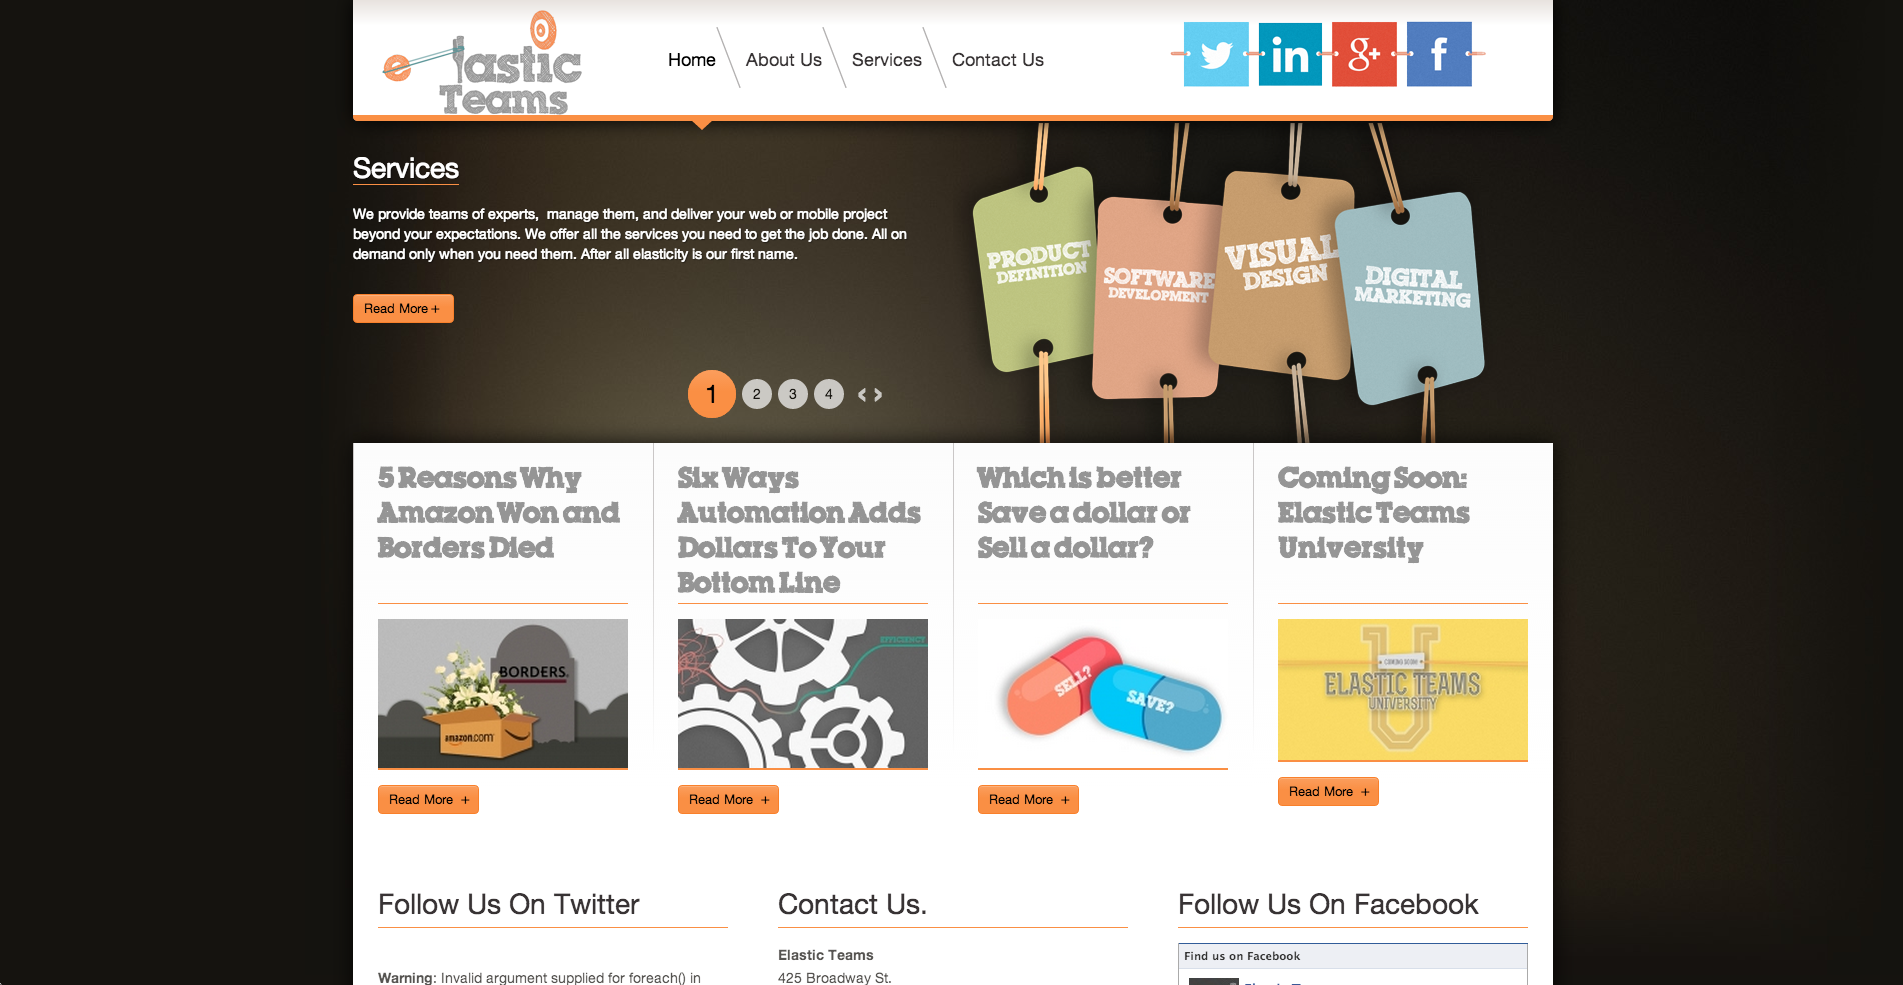 e-lastic
Teams
Home
About Us
Services
Contact Us
in
g+
f
Services
We provide teams of experts, manage them, and deliver your web or mobile project
beyond your expectations. We offer all the services you need to get the job done. All on
demand only when you need them. After all elasticity is our first name.
Read More +
1 2 3 4 < >
PRODUCT
DEFINITION
SOFTWARE
DEVELOPMENT
VISUAL
DESIGN
DIGITAL
MARKETING
5 Reasons Why
Amazon Won and
Borders Died
BORDERS
amazon.com
Read More +
Six Ways
Automation Adds
Dollars To Your
Bottom Line
EFFICIENCY
Read More +
Which is better
Save a dollar or
Sell a dollar?
SELL?
SAVE?
Read More +
Coming Soon:
Elastic Teams
University
U
COMING SOON!
ELASTIC TEAMS
UNIVERSITY
Read More +
Follow Us On Twitter
Warning: Invalid argument supplied for foreach() in
Contact Us.
Elastic Teams
425 Broadway St.
Follow Us On Facebook
Find us on Facebook